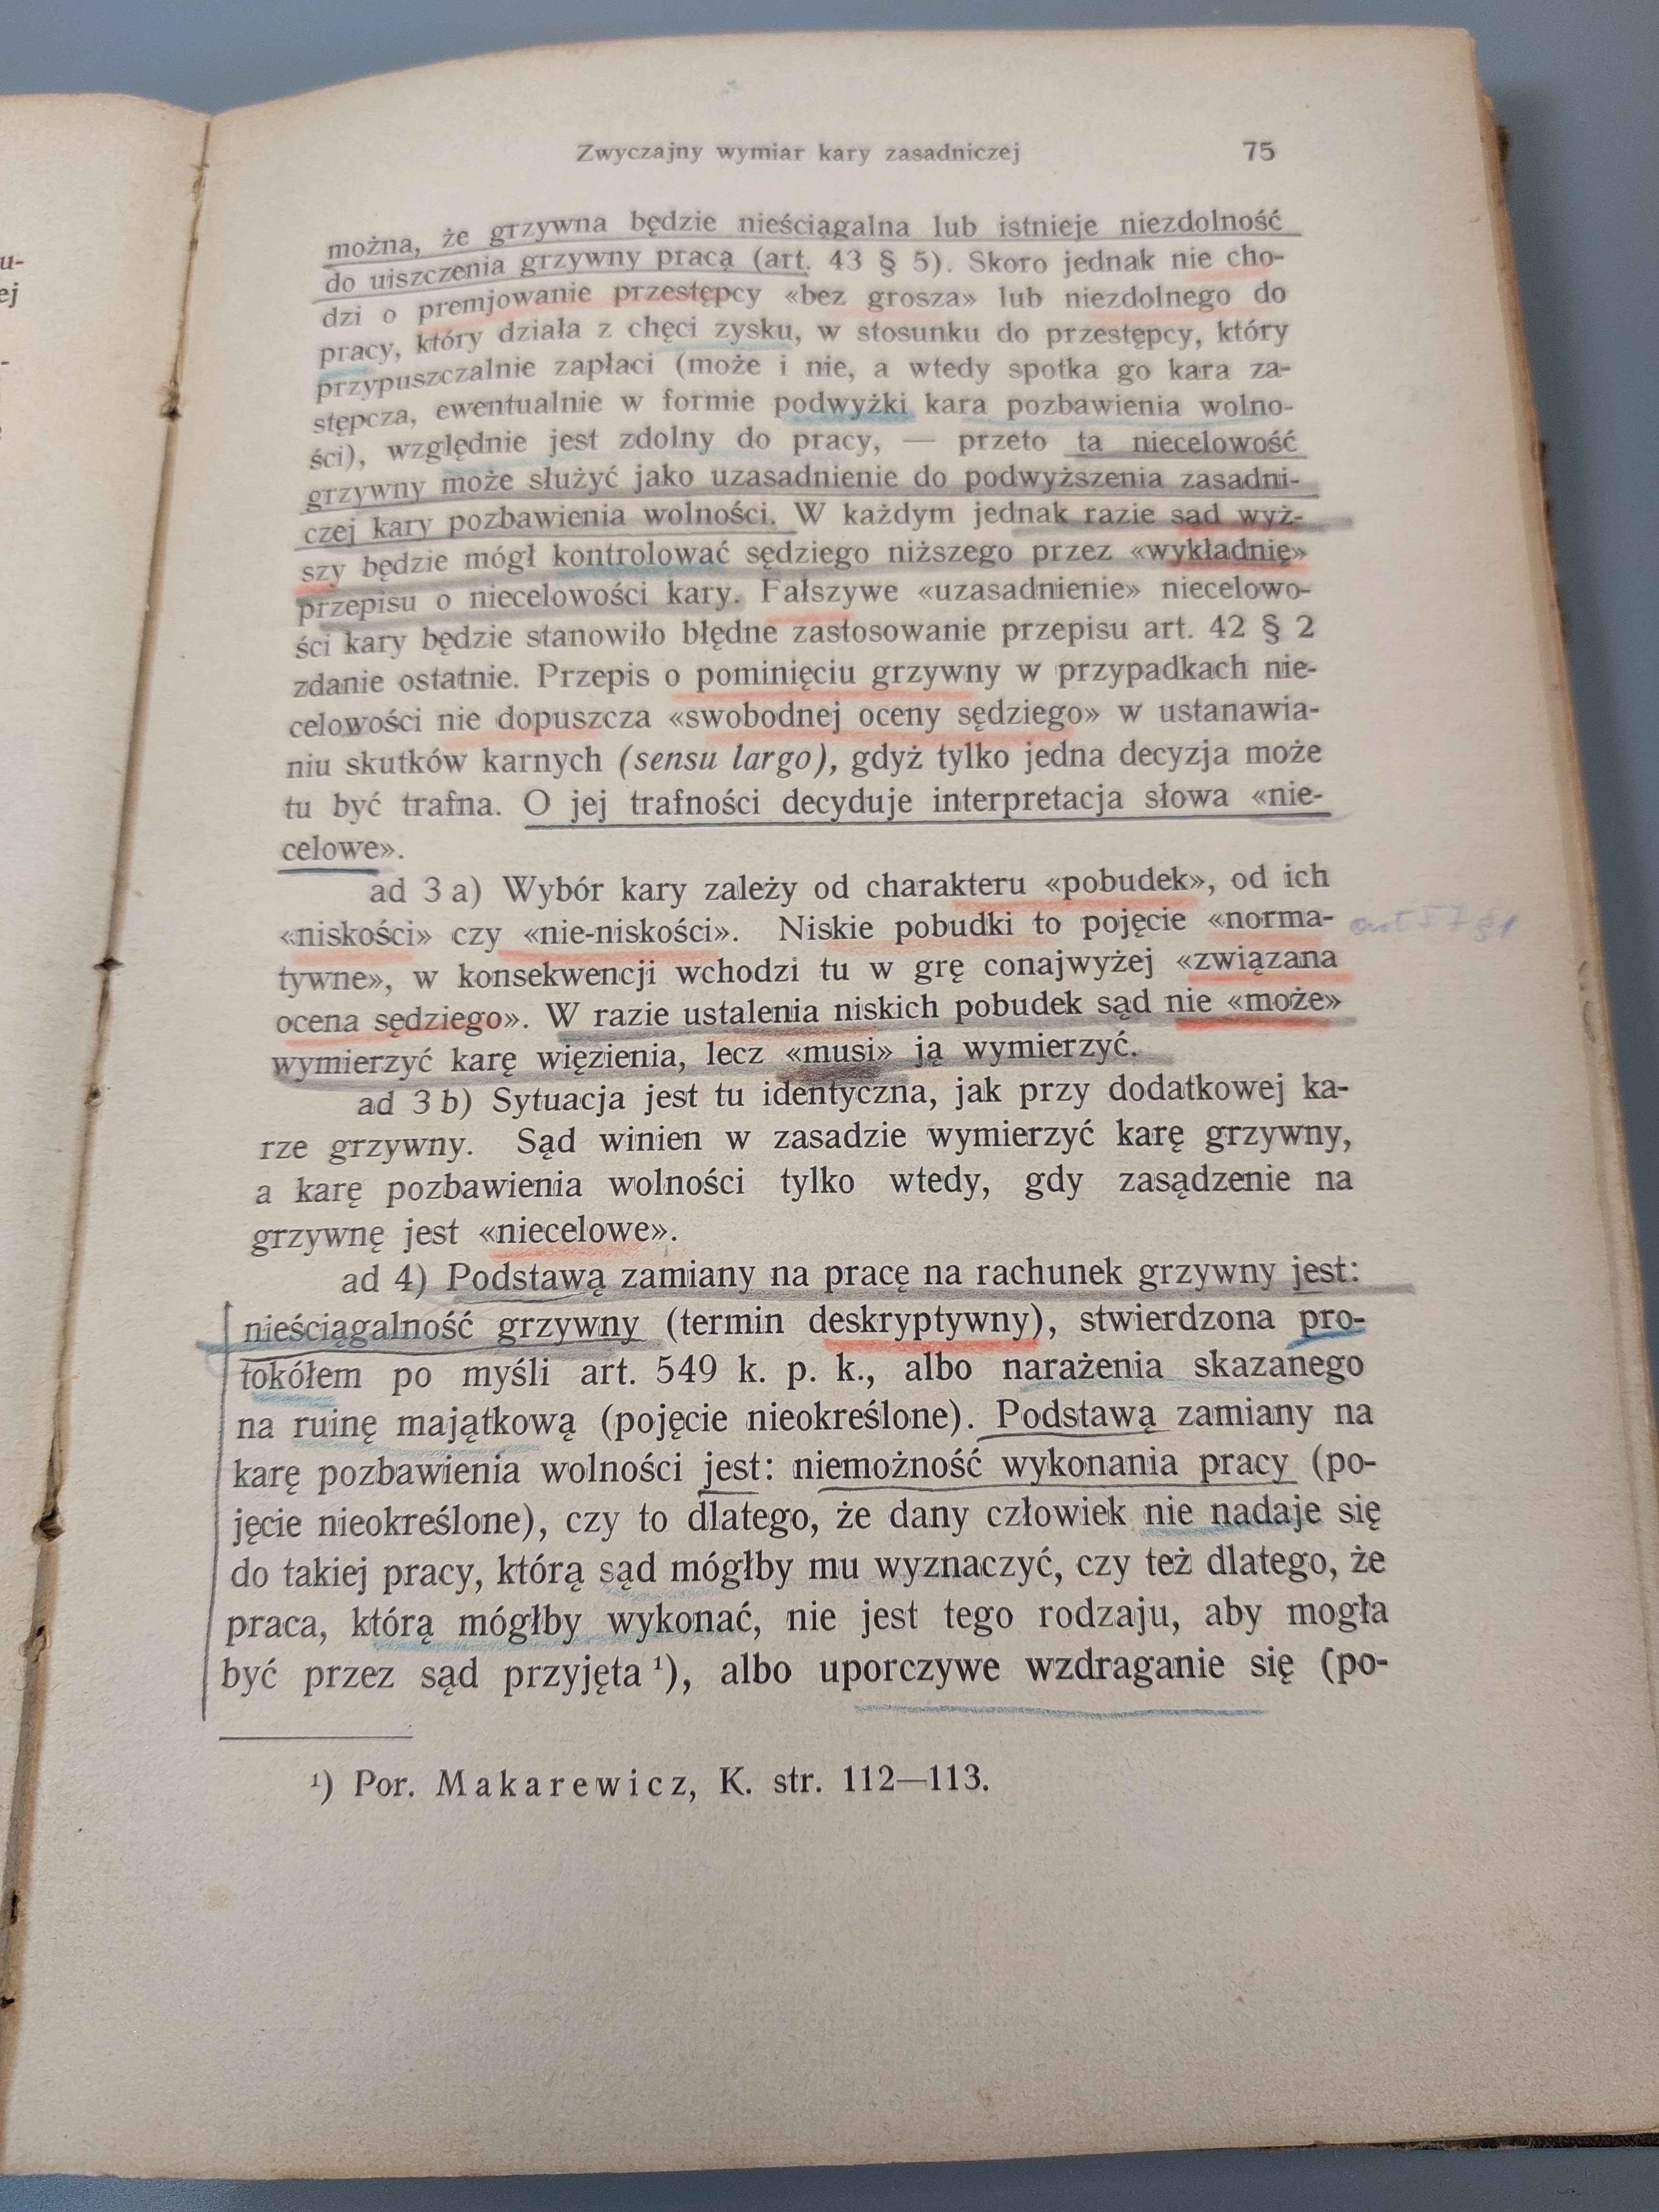 Zwyczajny wymiar kary zasadniczej 75
można, że grzywna będzie nieściągalna lub istnieje niezdolność
do uiszczenia grzywny pracą (art. 43 § 5). Skoro jednak nie cho-
dzi o premjowanie przestępcy «bez grosza» lub niezdolnego do
pracy, który działa z chęci zysku, w stosunku do przestępcy, który
przypuszczalnie zapłaci (może i nie, a wtedy spotka go kara za-
stępcza, ewentualnie w formie podwyżki kara pozbawienia wolno-
ści), względnie jest zdolny do pracy, — przeto ta niecelowość
grzywny może służyć jako uzasadnienie do podwyższenia zasadni-
czej kary pozbawienia wolności. W każdym jednak razie sąd wyż-
szy będzie mógł kontrolować sędziego niższego przez «wykładnię»
przepisu o niecelowości kary. Fałszywe «uzasadnienie» niecelowo-
ści kary będzie stanowiło błędne zastosowanie przepisu art. 42 § 2
zdanie ostatnie. Przepis o pominięciu grzywny w przypadkach nie-
celowości nie dopuszcza «swobodnej oceny sędziego» w ustanawia-
niu skutków karnych (sensu largo), gdyż tylko jedna decyzja może
tu być trafna. O jej trafności decyduje interpretacja słowa «nie-
celowe».
ad 3 a) Wybór kary zależy od charakteru «pobudek», od ich
«niskości» czy «nie-niskości». Niskie pobudki to pojęcie «norma- art 57 § 1
tywne», w konsekwencji wchodzi tu w grę conajwyżej «związana
ocena sędziego». W razie ustalenia niskich pobudek sąd nie «może»
wymierzyć karę więzienia, lecz «musi» ją wymierzyć.
ad 3 b) Sytuacja jest tu identyczna, jak przy dodatkowej ka-
rze grzywny. Sąd winien w zasadzie wymierzyć karę grzywny,
a karę pozbawienia wolności tylko wtedy, gdy zasądzenie na
grzywnę jest «niecelowe».
ad 4) Podstawą zamiany na pracę na rachunek grzywny jest:
nieściągalność grzywny (termin deskryptywny), stwierdzona pro-
tokółem po myśli art. 549 k. p. k., albo narażenia skazanego
na ruinę majątkową (pojęcie nieokreślone). Podstawą zamiany na
karę pozbawienia wolności jest: niemożność wykonania pracy (po-
jęcie nieokreślone), czy to dlatego, że dany człowiek nie nadaje się
do takiej pracy, którą sąd mógłby mu wyznaczyć, czy też dlatego, że
praca, którą mógłby wykonać, nie jest tego rodzaju, aby mogła
być przez sąd przyjęta ¹), albo uporczywe wzdraganie się (po-
¹) Por. Makarewicz, K. str. 112—113.